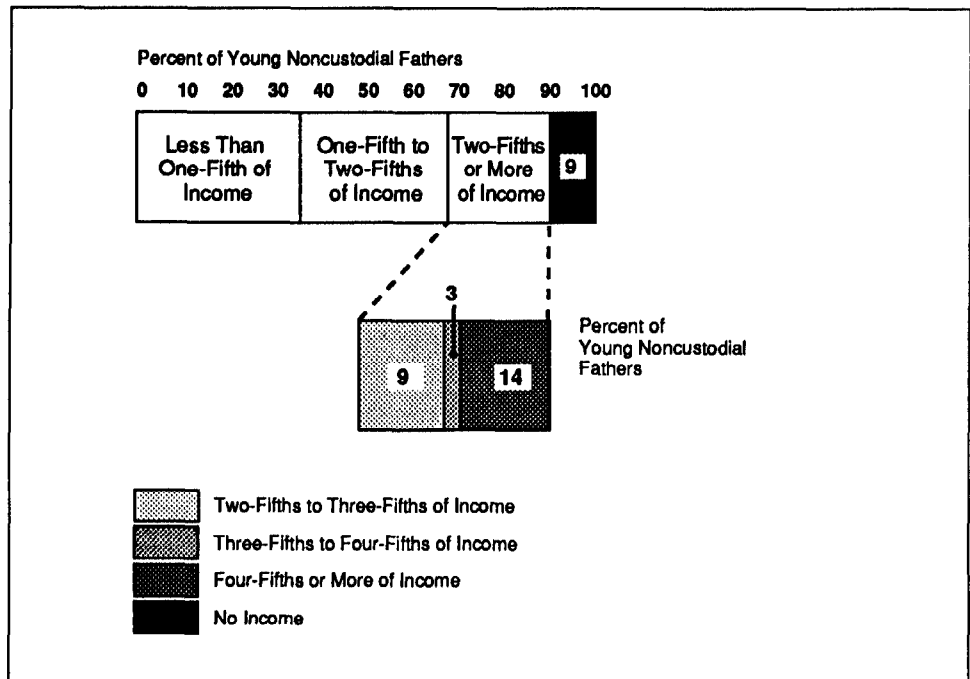 Percent of Young Noncustodial Fathers
0 10 20 30 40 50 60 70 80 90 100
Less Than
One-Fifth of
Income
One-Fifth to
Two-Fifths
of Income
Two-Fifths
or More
of Income
9
3
9
14
Percent of
Young Noncustodial
Fathers
Two-Fifths to Three-Fifths of Income
Three-Fifths to Four-Fifths of Income
Four-Fifths or More of Income
No Income